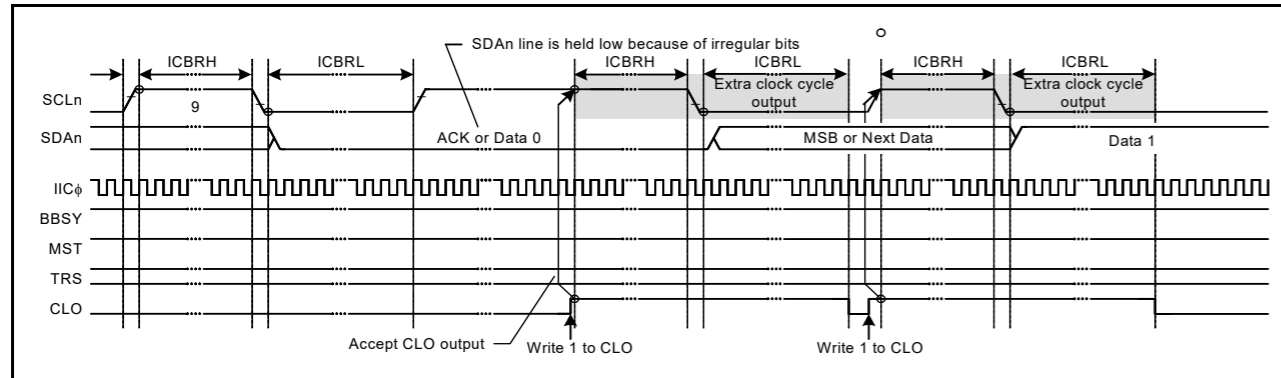 SDAn line is held low because of irregular bits
ICBRH
ICBRL
ICBRH
ICBRL
ICBRH
ICBRL
SCLn
9
Extra clock cycle
output
Extra clock cycle
output
SDAn
ACK or Data 0
MSB or Next Data
Data 1
IICϕ
BBSY
MST
TRS
CLO
Accept CLO output
Write 1 to CLO
Write 1 to CLO